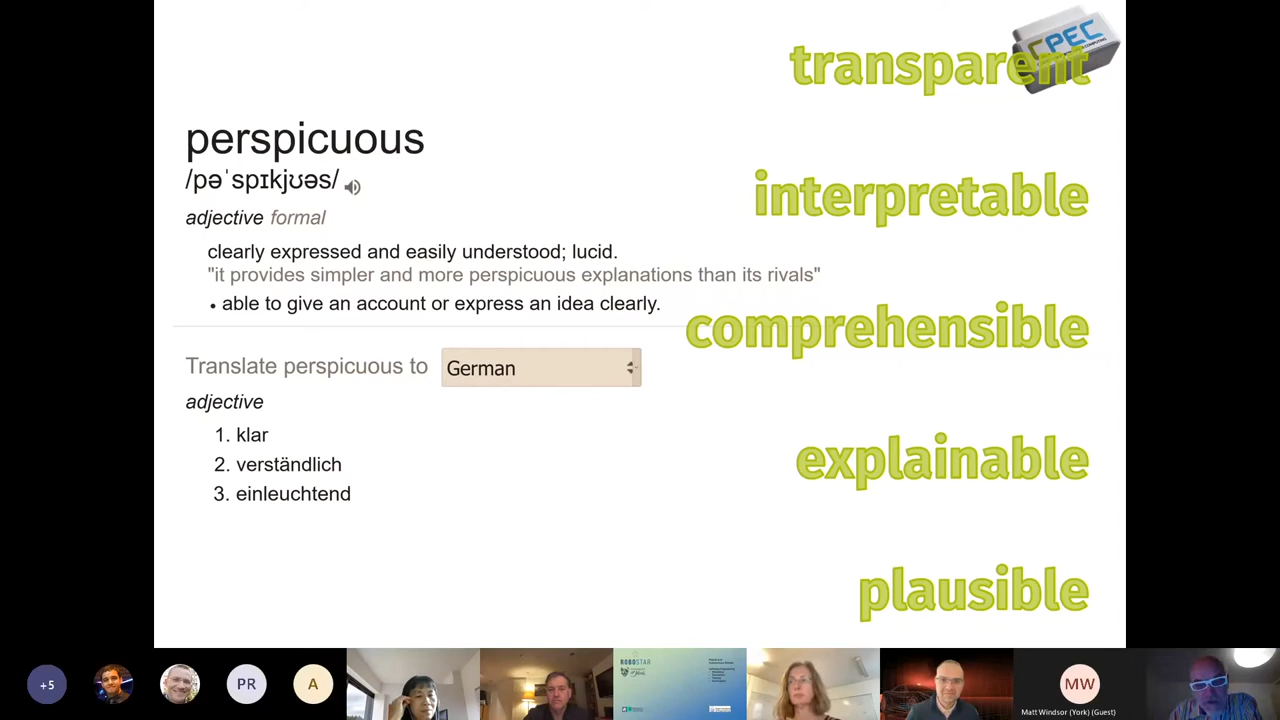 transparent
CPEC
perspicuous
/pəˈspɪkjʊəs/
adjective formal
interpretable
clearly expressed and easily understood; lucid.
"it provides simpler and more perspicuous explanations than its rivals"
• able to give an account or express an idea clearly.
comprehensible
Translate perspicuous to German
adjective
1. klar
2. verständlich
3. einleuchtend
explainable
plausible
+5
PR
A
ROBOSTAR
MW
Matt Windsor (York) (Guest)